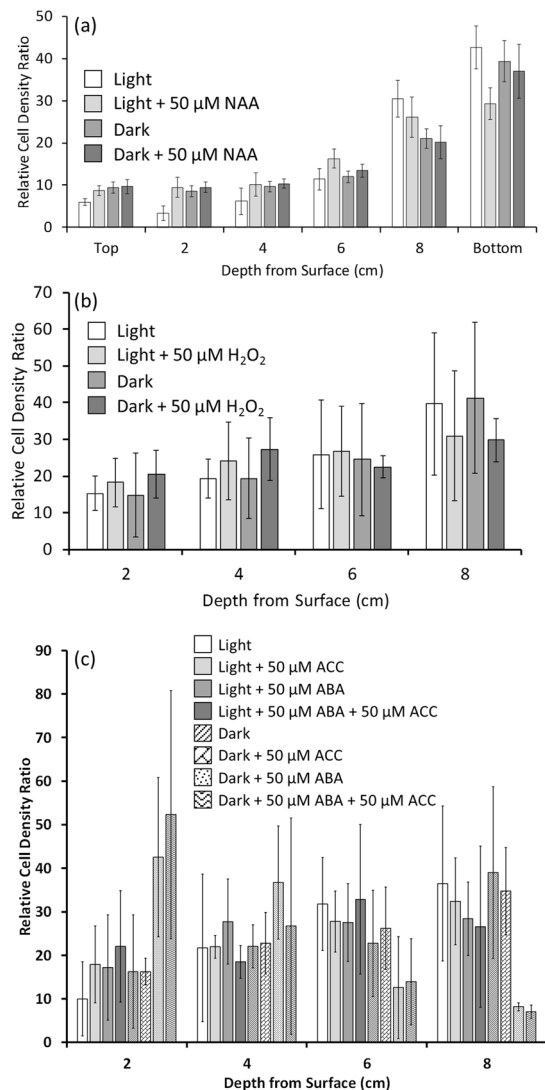 (a)
Relative Cell Density Ratio
50
40
30
20
10
0
Light
Light + 50 µM NAA
Dark
Dark + 50 µM NAA
Top 2 4 6 8 Bottom
Depth from Surface (cm)
(b)
Relative Cell Density Ratio
70
60
50
40
30
20
10
0
Light
Light + 50 µM H₂O₂
Dark
Dark + 50 µM H₂O₂
2 4 6 8
Depth from Surface (cm)
(c)
Relative Cell Density Ratio
90
80
70
60
50
40
30
20
10
0
Light
Light + 50 µM ACC
Light + 50 µM ABA
Light + 50 µM ABA + 50 µM ACC
Dark
Dark + 50 µM ACC
Dark + 50 µM ABA
Dark + 50 µM ABA + 50 µM ACC
2 4 6 8
Depth from Surface (cm)